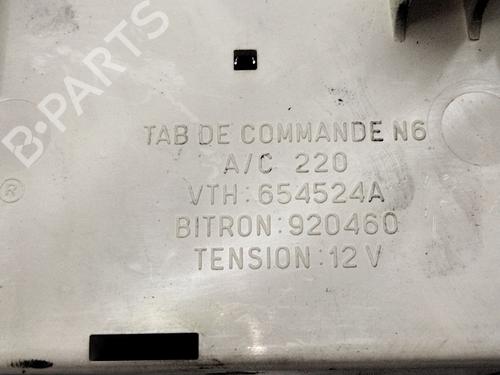 B-PARTS
TAB DE COMMANDE N6
A/C 220
®
VTH:654524A
BITRON:920460
TENSION:12 V